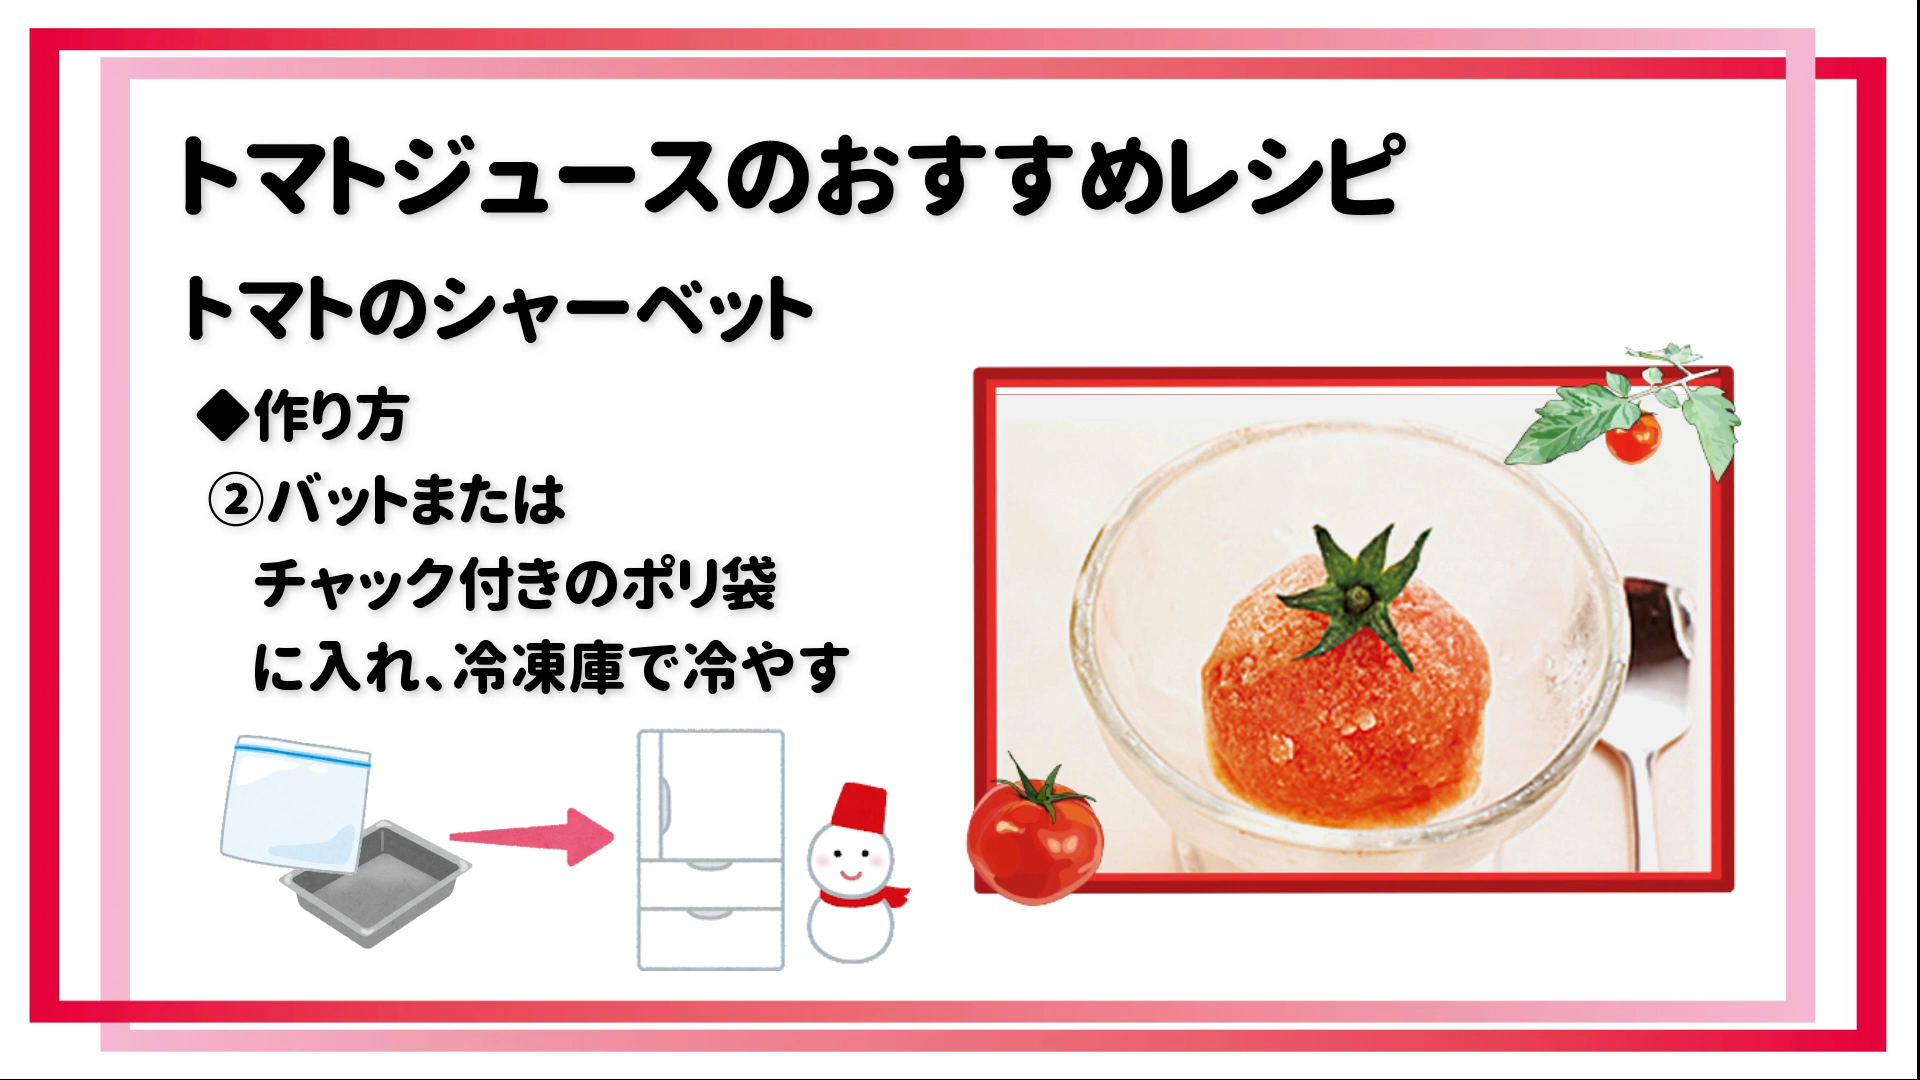 トマトジュースのおすすめレシピ
トマトのシャーベット
◆作り方
②バットまたは
チャック付きのポリ袋
に入れ、冷凍庫で冷やす